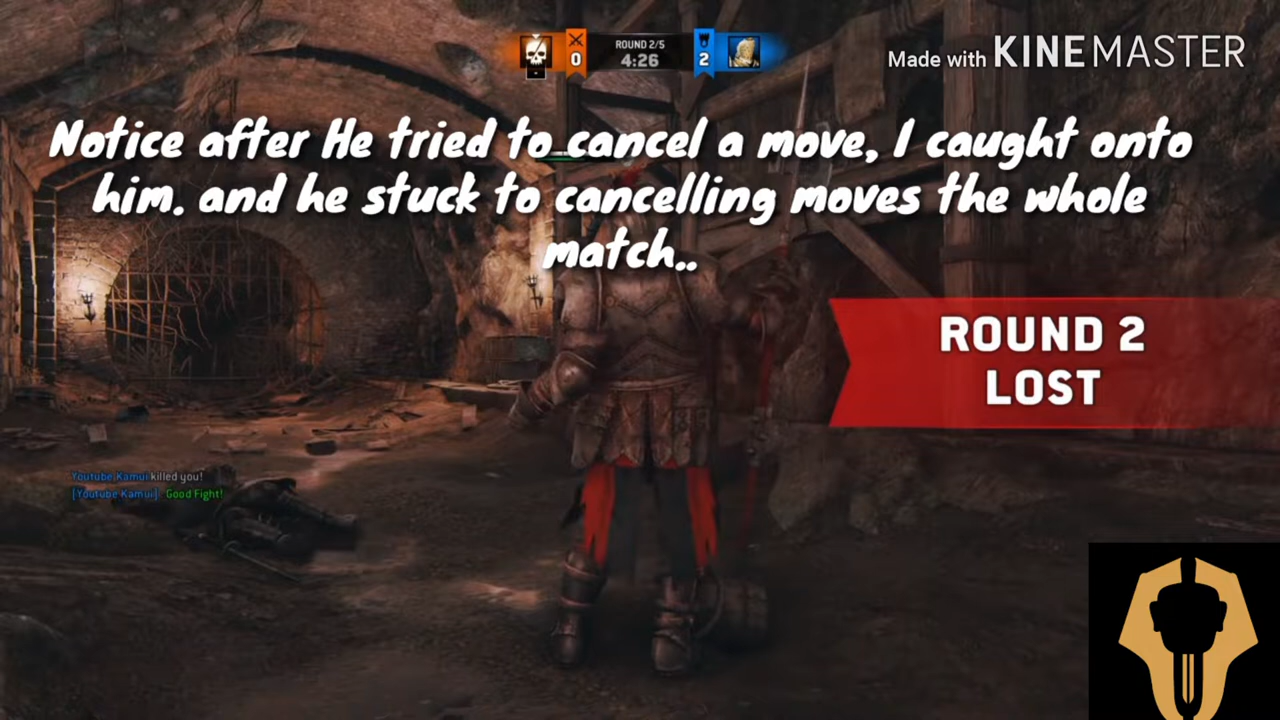 ROUND 2/5
0
4:26
2
Made with KINEMASTER
Notice after He tried to cancel a move, I caught onto
him. and he stuck to cancelling moves the whole
match..
ROUND 2
LOST
Youtube Kamui killed you!
[Youtube Kamui]: Good Fight!